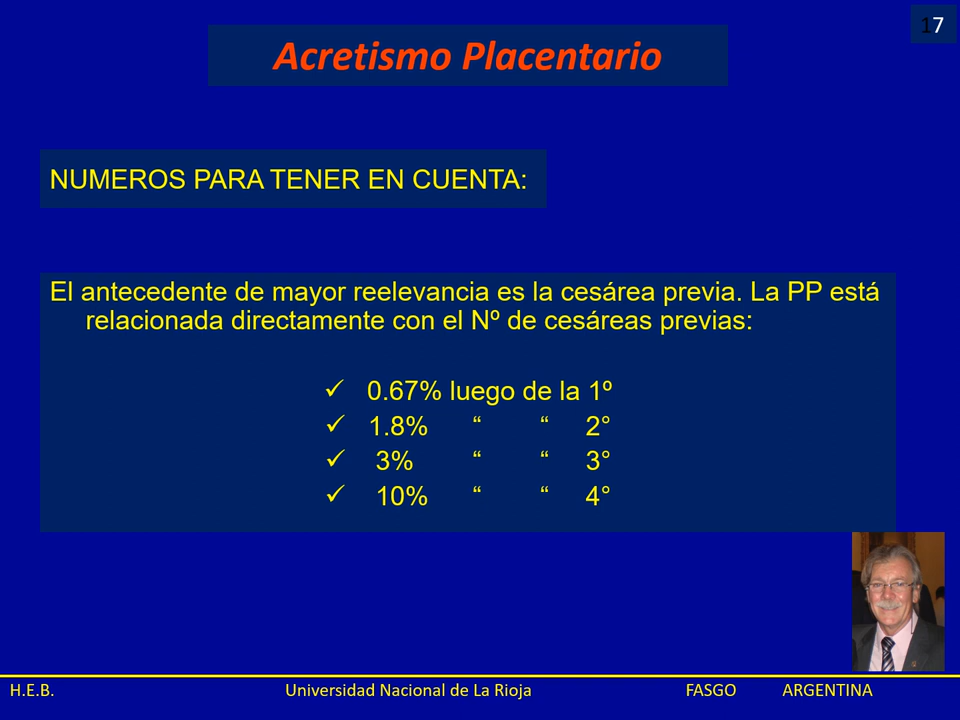 17
Acretismo Placentario
NUMEROS PARA TENER EN CUENTA:
El antecedente de mayor reelevancia es la cesárea previa. La PP está
relacionada directamente con el Nº de cesáreas previas:
✓ 0.67% luego de la 1º
✓ 1.8% “ “ 2°
✓ 3% “ “ 3°
✓ 10% “ “ 4°
H.E.B. Universidad Nacional de La Rioja FASGO ARGENTINA